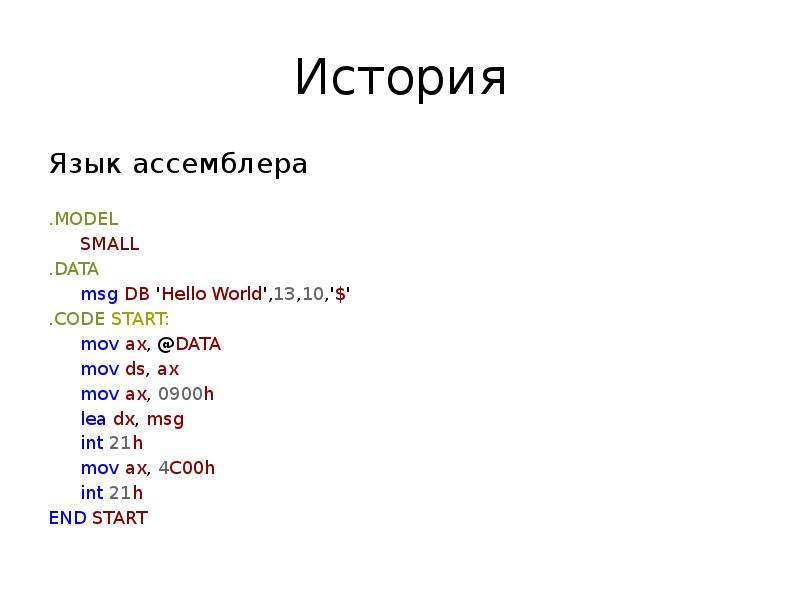 История
Язык ассемблера
.MODEL
SMALL
.DATA
msg DB 'Hello World',13,10,'$'
.CODE START:
mov ax, @DATA
mov ds, ax
mov ax, 0900h
lea dx, msg
int 21h
mov ax, 4C00h
int 21h
END START